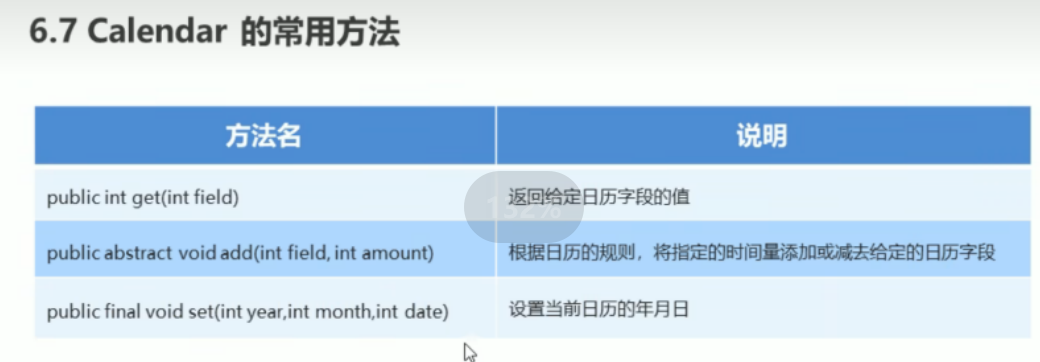 6.7 Calendar 的常用方法
方法名 说明
public int get(int field) 返回给定日历字段的值
132%
public abstract void add(int field, int amount) 根据日历的规则，将指定的时间量添加或减去给定的日历字段
public final void set(int year,int month,int date) 设置当前日历的年月日